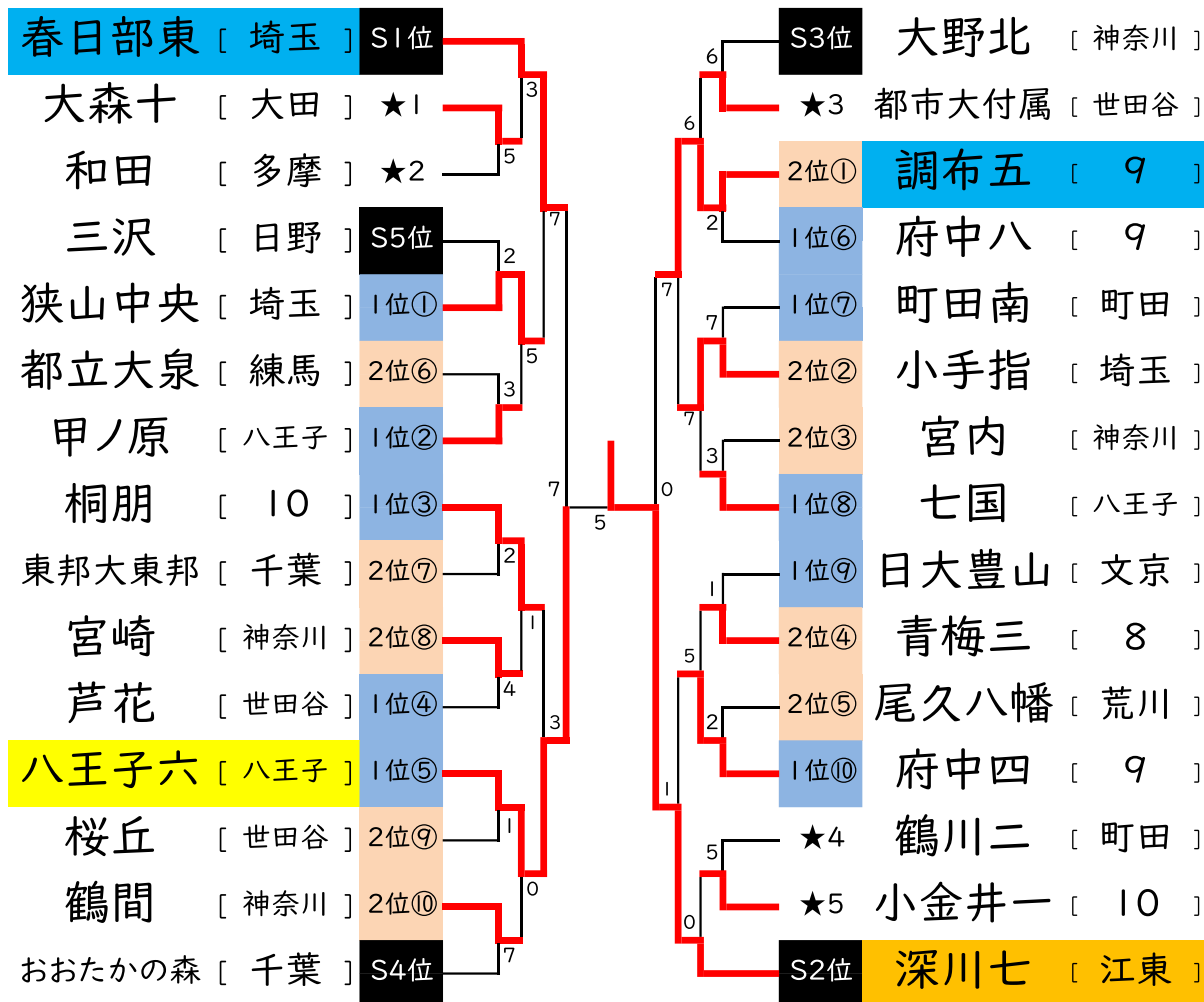 春日部東 [ 埼玉 ] S1位
大森十 [ 大田 ] ★1
和田 [ 多摩 ] ★2
三沢 [ 日野 ] S5位
狭山中央 [ 埼玉 ] 1位①
都立大泉 [ 練馬 ] 2位⑥
甲ノ原 [ 八王子 ] 1位②
桐朋 [ 10 ] 1位③
東邦大東邦 [ 千葉 ] 2位⑦
宮崎 [ 神奈川 ] 2位⑧
芦花 [ 世田谷 ] 1位④
八王子六 [ 八王子 ] 1位⑤
桜丘 [ 世田谷 ] 2位⑨
鶴間 [ 神奈川 ] 2位⑩
おおたかの森 [ 千葉 ] S4位
3
5
7
2
5
3
7
2
1
4
3
1
0
7
5
6
6
2
7
7
7
3
0
1
5
2
1
5
0
S3位 大野北 [ 神奈川 ]
★3 都市大付属 [ 世田谷 ]
2位① 調布五 [ 9 ]
1位⑥ 府中八 [ 9 ]
1位⑦ 町田南 [ 町田 ]
2位② 小手指 [ 埼玉 ]
2位③ 宮内 [ 神奈川 ]
1位⑧ 七国 [ 八王子 ]
1位⑨ 日大豊山 [ 文京 ]
2位④ 青梅三 [ 8 ]
2位⑤ 尾久八幡 [ 荒川 ]
1位⑩ 府中四 [ 9 ]
★4 鶴川二 [ 町田 ]
★5 小金井一 [ 10 ]
S2位 深川七 [ 江東 ]